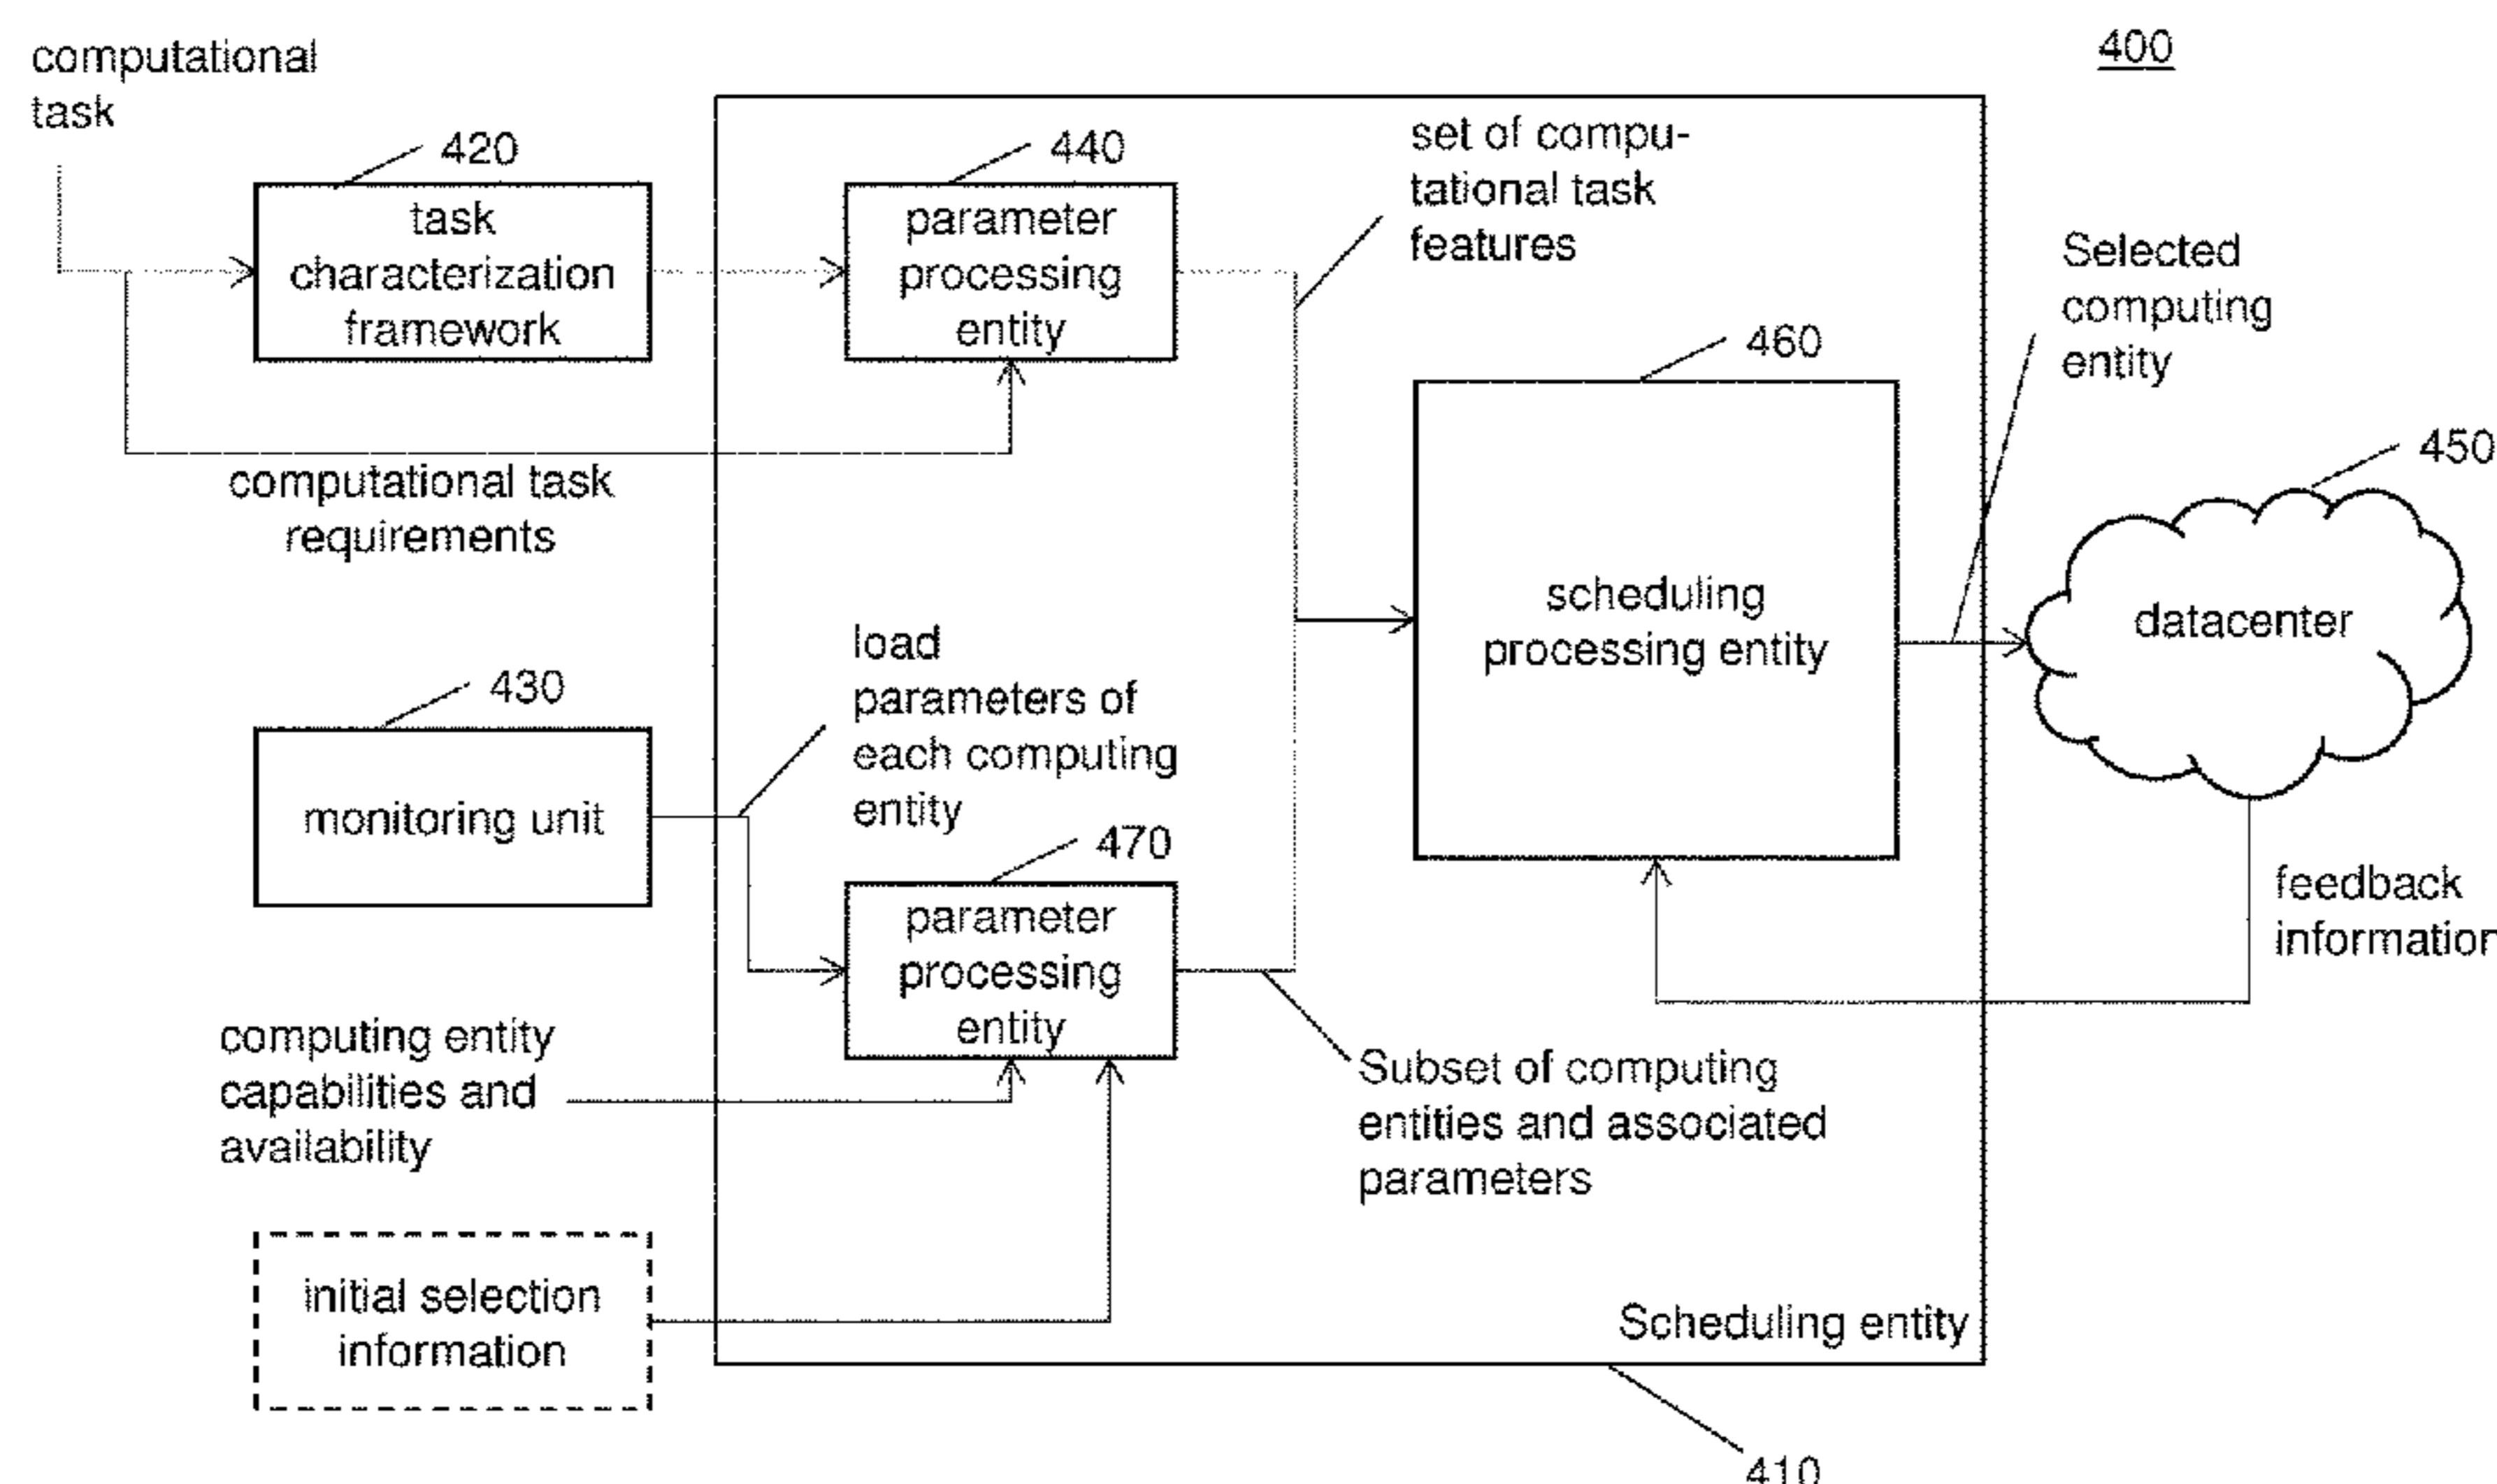 400
computational
task
420
task
characterization
framework
440
parameter
processing
entity
set of compu-
tational task
features
Selected
computing
entity
computational task
requirements
460
scheduling
processing entity
450
datacenter
430
monitoring unit
load
parameters of
each computing
entity
470
parameter
processing
entity
feedback
information
computing entity
capabilities and
availability
Subset of computing
entities and associated
parameters
initial selection
information
Scheduling entity
410